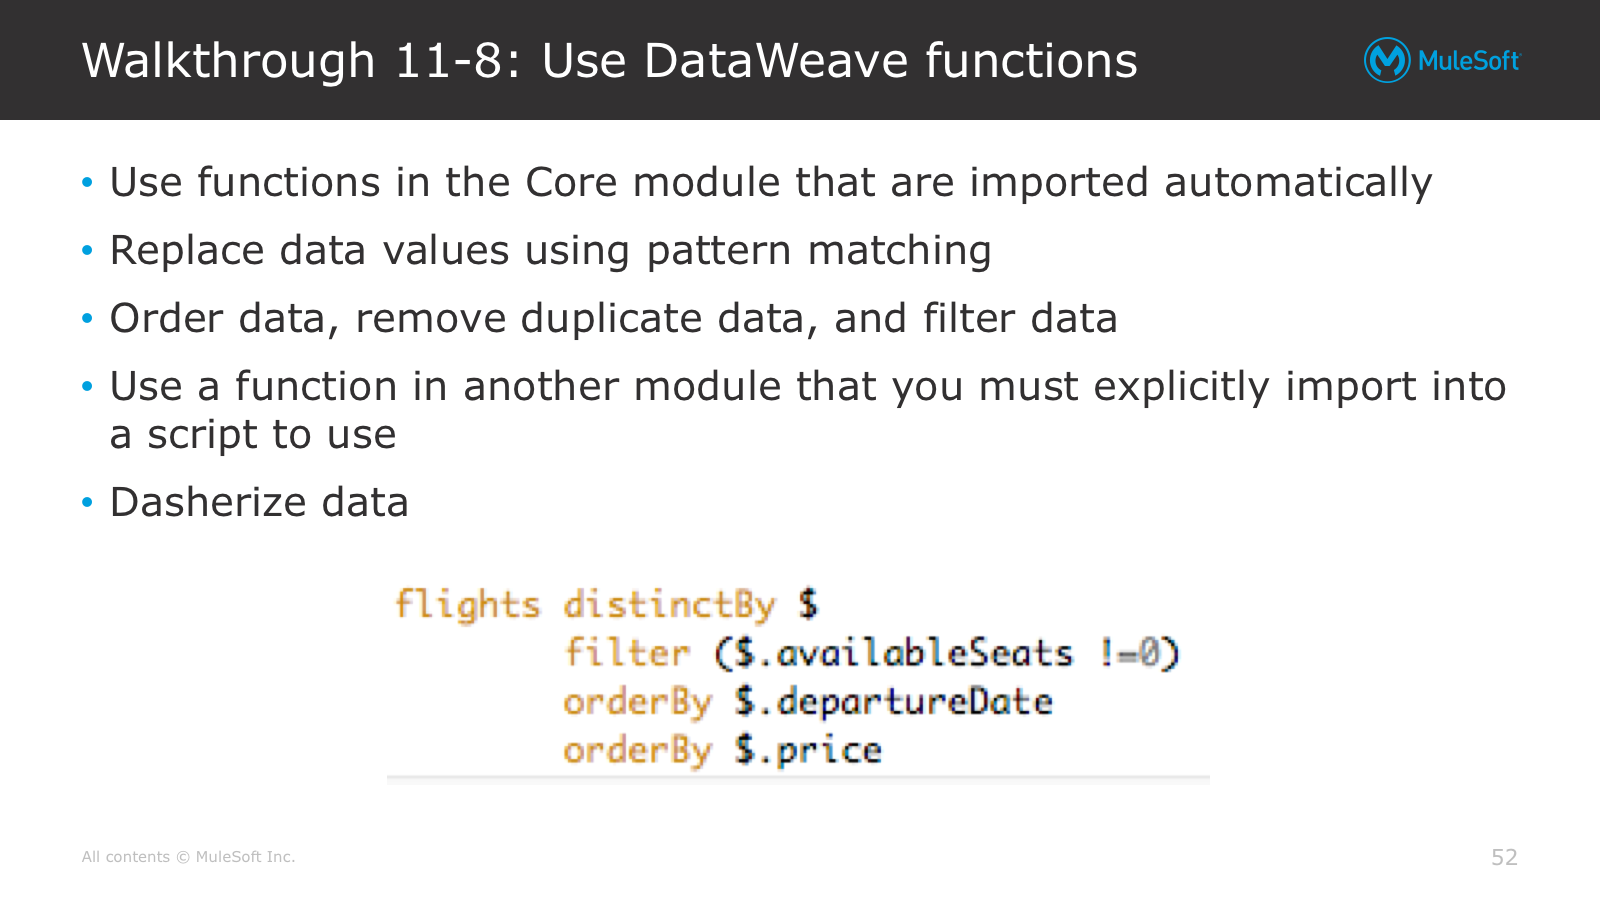 Walkthrough 11-8: Use DataWeave functions
MuleSoft
• Use functions in the Core module that are imported automatically
• Replace data values using pattern matching
• Order data, remove duplicate data, and filter data
• Use a function in another module that you must explicitly import into
a script to use
• Dasherize data
flights distinctBy $
filter ($.availableSeats !=0)
orderBy $.departureDate
orderBy $.price
All contents © MuleSoft Inc.
52